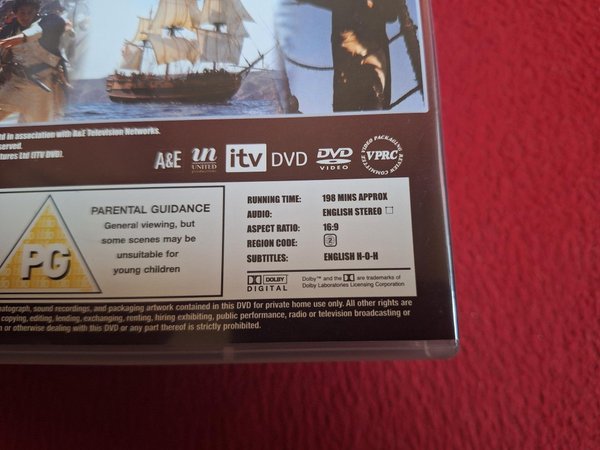 d in association with A&E Television Networks.
served.
tures Ltd (ITV DVD).
A&E
UNITED
itv DVD
DVD
VIDEO
VIDEO PACKAGING
VPRC
REVIEW COMMITTEE
PG
PARENTAL GUIDANCE
General viewing, but
some scenes may be
unsuitable for
young children
RUNNING TIME: 198 MINS APPROX
AUDIO: ENGLISH STEREO
ASPECT RATIO: 16:9
REGION CODE: 2
SUBTITLES: ENGLISH H-O-H
DOLBY
DIGITAL
Dolby™ and the are trademarks of
Dolby Laboratories Licensing Corporation
matograph, sound recordings, and packaging artwork contained in this DVD for private home use only. All other rights are
copying, editing, lending, exchanging, renting, hiring exhibiting, public performance, radio or television broadcasting or
n or otherwise dealing with this DVD or any part thereof is strictly prohibited.